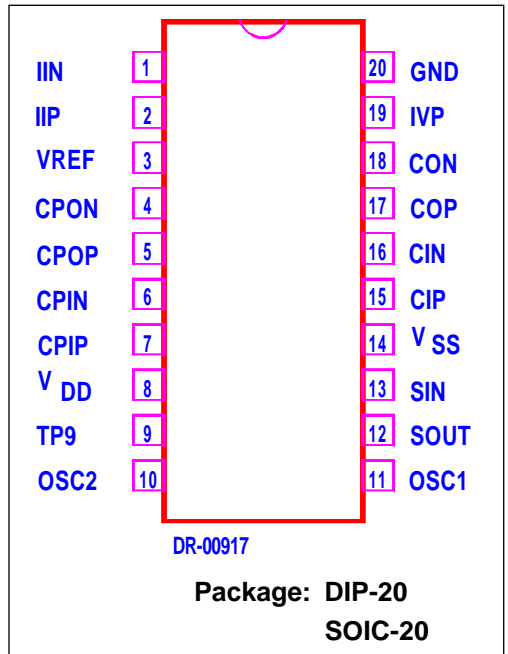 IIN 1 20 GND
IIP 2 19 IVP
VREF 3 18 CON
CPON 4 17 COP
CPOP 5 16 CIN
CPIN 6 15 CIP
CPIP 7 14 VSS
VDD 8 13 SIN
TP9 9 12 SOUT
OSC2 10 11 OSC1
DR-00917
Package: DIP-20
SOIC-20